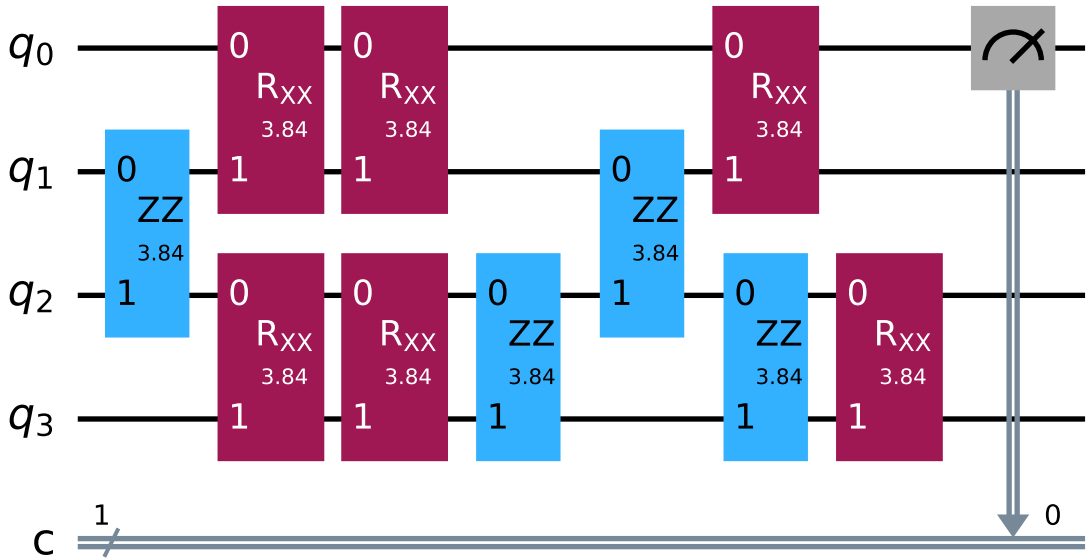 q0
0 0 0
RXX RXX RXX
3.84 3.84 3.84
q1
0 1 1 0 1
ZZ ZZ
3.84 3.84
q2
1 0 0 0 1 0 0
RXX RXX ZZ ZZ RXX
3.84 3.84 3.84 3.84 3.84
q3
1 1 1 1 1
1 0
c